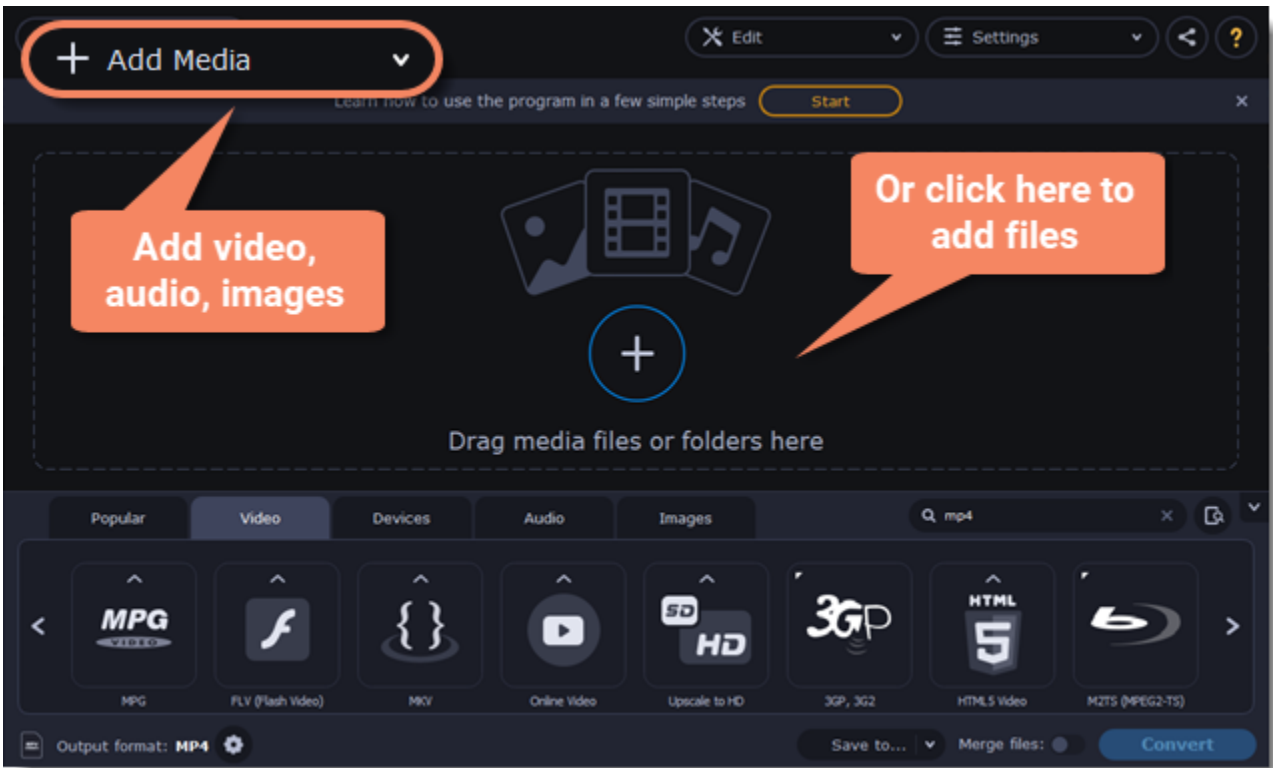 Add Media
Edit
Settings
?
Learn how to use the program in a few simple steps
Start
Add video,
audio, images
Or click here to
add files
Drag media files or folders here
Popular
Video
Devices
Audio
Images
mp4
MPG
VIDEO
{ }
SD
HD
3GP
HTML
5
MPG
FLV (Flash Video)
MKV
Online Video
Upscale to HD
3GP, 3G2
HTML5 Video
M2TS (MPEG2-TS)
Output format: MP4
Save to...
Merge files:
Convert